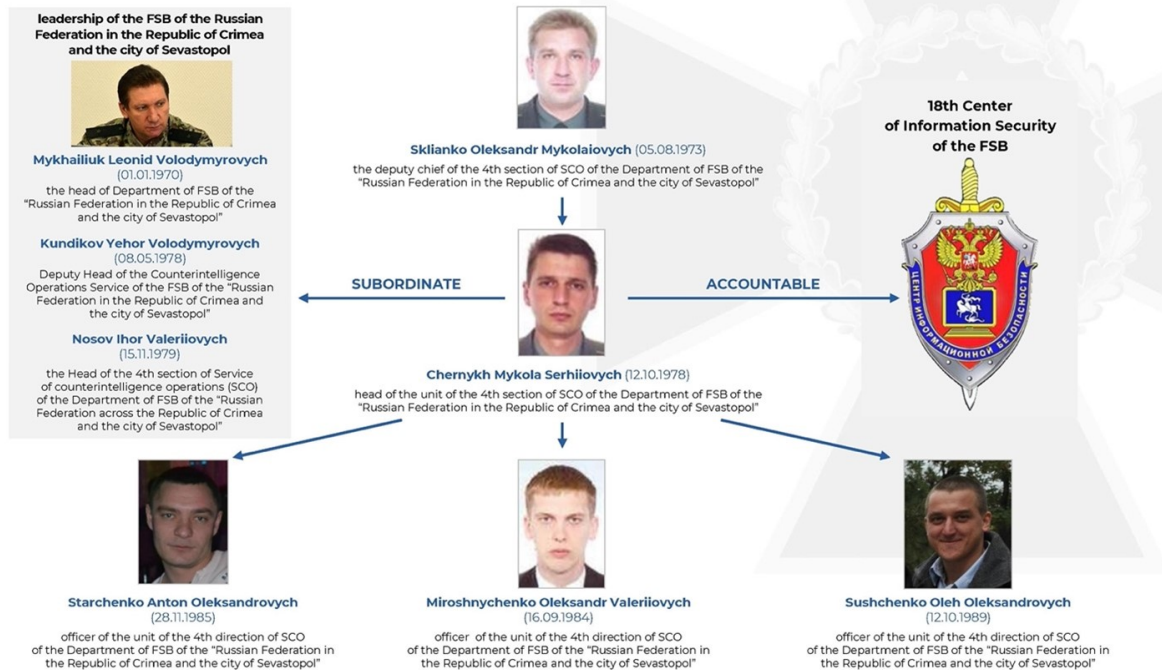 leadership of the FSB of the Russian
Federation in the Republic of Crimea
and the city of Sevastopol
Mykhailiuk Leonid Volodymyrovych
(01.01.1970)
the head of Department of FSB of the
“Russian Federation in the Republic of Crimea
and the city of Sevastopol”
Kundikov Yehor Volodymyrovych
(08.05.1978)
Deputy Head of the Counterintelligence
Operations Service of the FSB of the “Russian
Federation in the Republic of Crimea and
the city of Sevastopol”
Nosov Ihor Valeriiovych
(15.11.1979)
the Head of the 4th section of Service
of counterintelligence operations (SCO)
of the Department of FSB of the “Russian
Federation across the Republic of Crimea
and the city of Sevastopol”
Sklianko Oleksandr Mykolaiovych (05.08.1973)
the deputy chief of the 4th section of SCO of the Department of FSB of the
“Russian Federation in the Republic of Crimea and the city of Sevastopol”
SUBORDINATE
ACCOUNTABLE
18th Center
of Information Security
of the FSB
ЦЕНТР ИНФОРМАЦИОННОЙ БЕЗОПАСНОСТИ
Chernykh Mykola Serhiiovych (12.10.1978)
head of the unit of the 4th section of SCO of the Department of FSB of the
“Russian Federation in the Republic of Crimea and the city of Sevastopol”
Starchenko Anton Oleksandrovych
(28.11.1985)
officer of the unit of the 4th direction of SCO
of the Department of FSB of the “Russian Federation in
the Republic of Crimea and the city of Sevastopol”
Miroshnychenko Oleksandr Valeriiovych
(16.09.1984)
officer of the unit of the 4th direction of SCO
of the Department of FSB of the “Russian Federation in
the Republic of Crimea and the city of Sevastopol”
Sushchenko Oleh Oleksandrovych
(12.10.1989)
officer of the unit of the 4th direction of SCO
of the Department of FSB of the “Russian Federation in
the Republic of Crimea and the city of Sevastopol”